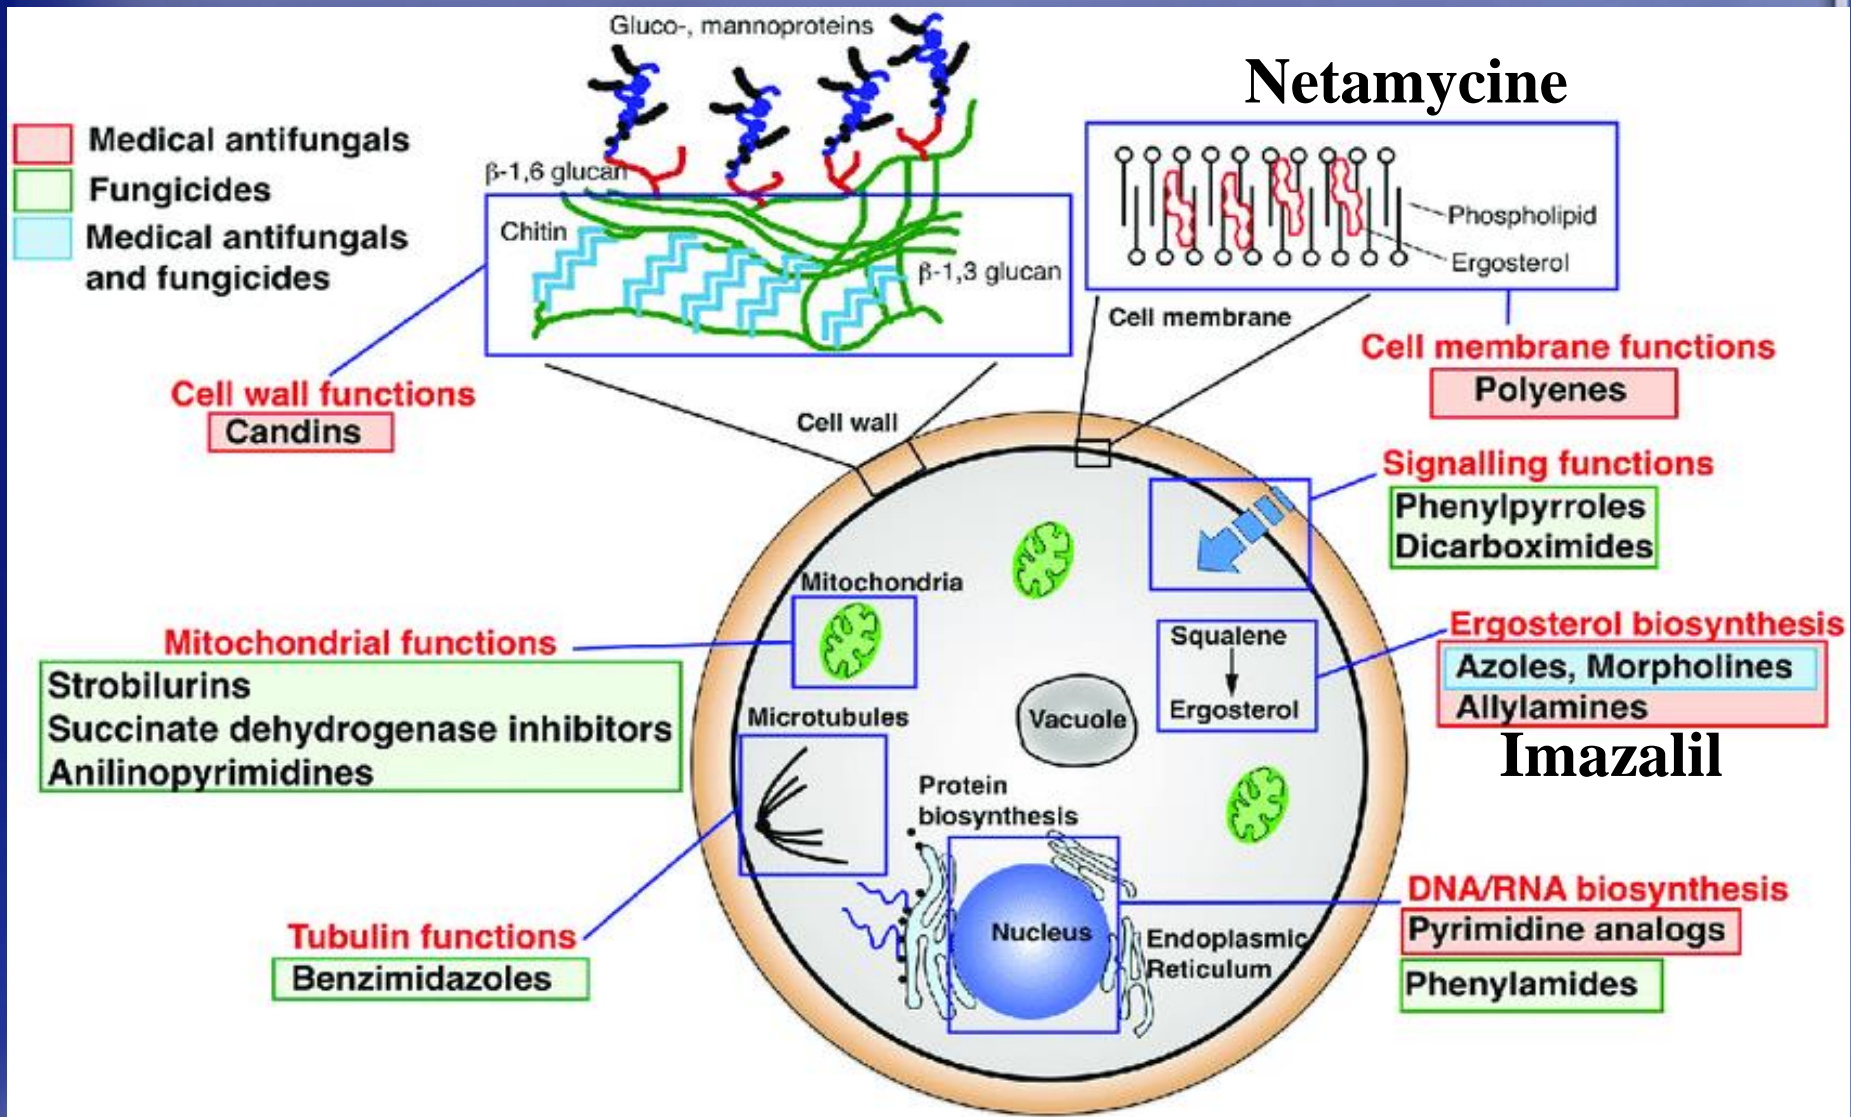 Gluco-, mannoproteins
Netamycine
Medical antifungals
Fungicides
Medical antifungals
and fungicides
β-1,6 glucan
Chitin
β-1,3 glucan
Phospholipid
Ergosterol
Cell membrane
Cell wall functions
Candins
Cell wall
Cell membrane functions
Polyenes
Signalling functions
Phenylpyrroles
Dicarboximides
Mitochondria
Mitochondrial functions
Strobilurins
Succinate dehydrogenase inhibitors
Anilinopyrimidines
Squalene
Ergosterol
Ergosterol biosynthesis
Azoles, Morpholines
Allylamines
Imazalil
Vacuole
Microtubules
Protein
biosynthesis
Tubulin functions
Benzimidazoles
Nucleus
Endoplasmic
Reticulum
DNA/RNA biosynthesis
Pyrimidine analogs
Phenylamides